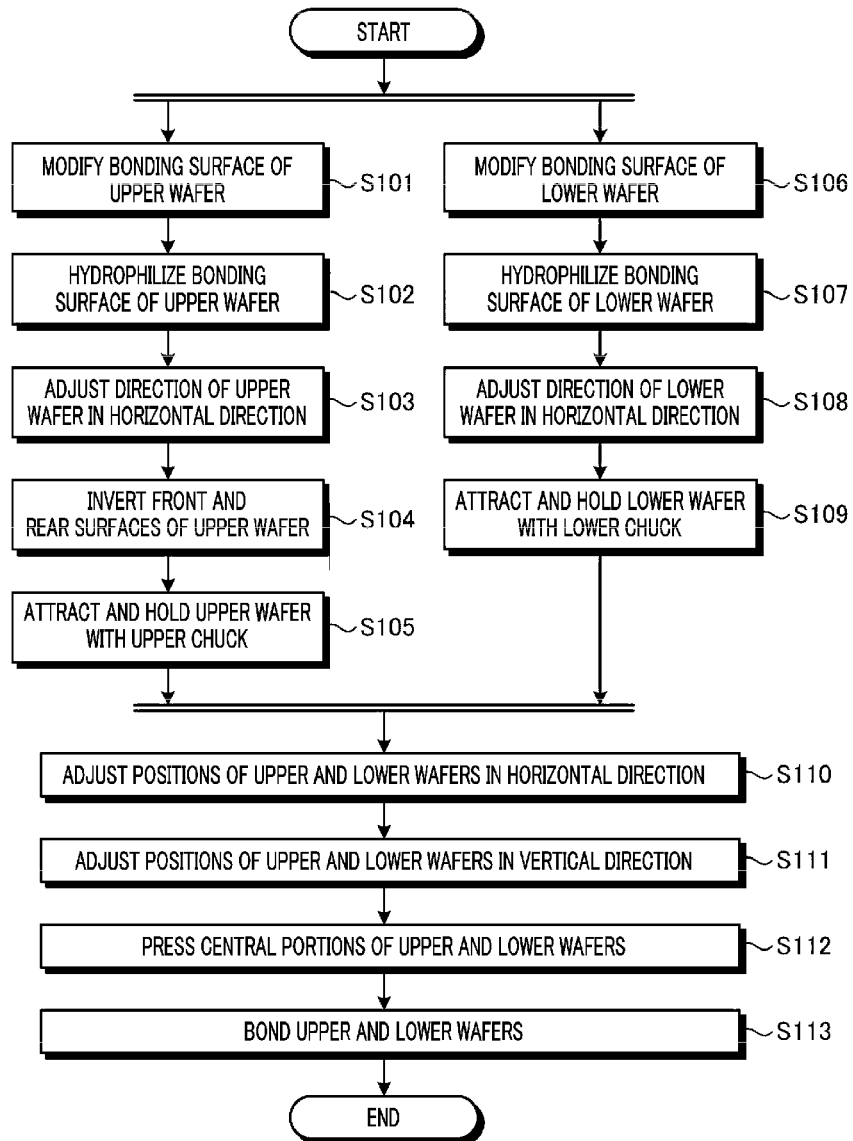 START
MODIFY BONDING SURFACE OF
UPPER WAFER
S101
HYDROPHILIZE BONDING
SURFACE OF UPPER WAFER
S102
ADJUST DIRECTION OF UPPER
WAFER IN HORIZONTAL DIRECTION
S103
INVERT FRONT AND
REAR SURFACES OF UPPER WAFER
S104
ATTRACT AND HOLD UPPER WAFER
WITH UPPER CHUCK
S105
MODIFY BONDING SURFACE OF
LOWER WAFER
S106
HYDROPHILIZE BONDING
SURFACE OF LOWER WAFER
S107
ADJUST DIRECTION OF LOWER
WAFER IN HORIZONTAL DIRECTION
S108
ATTRACT AND HOLD LOWER WAFER
WITH LOWER CHUCK
S109
ADJUST POSITIONS OF UPPER AND LOWER WAFERS IN HORIZONTAL DIRECTION
S110
ADJUST POSITIONS OF UPPER AND LOWER WAFERS IN VERTICAL DIRECTION
S111
PRESS CENTRAL PORTIONS OF UPPER AND LOWER WAFERS
S112
BOND UPPER AND LOWER WAFERS
S113
END